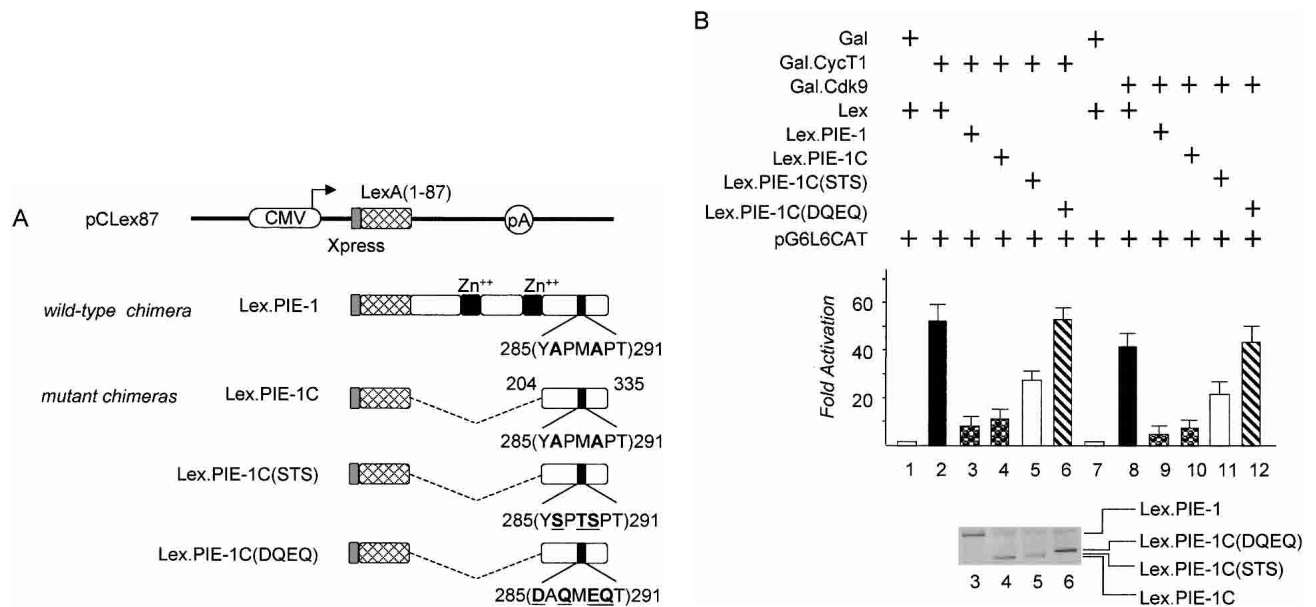 A
pCLex87
CMV
LexA(1-87)
pA
Xpress
Zn++ Zn++
wild-type chimera Lex.PIE-1
285(YAPMAPT)291
mutant chimeras Lex.PIE-1C 204 335
285(YAPMAPT)291
Lex.PIE-1C(STS)
285(YSPTSPT)291
Lex.PIE-1C(DQEQ)
285(DAQMEQT)291
B
Gal + +
Gal.CycT1 + + + + +
Gal.Cdk9 + + + + +
Lex + + + +
Lex.PIE-1 + +
Lex.PIE-1C + +
Lex.PIE-1C(STS) + +
Lex.PIE-1C(DQEQ) + +
pG6L6CAT + + + + + + + + + + + +
Fold Activation
60
40
20
1 2 3 4 5 6 7 8 9 10 11 12
Lex.PIE-1
Lex.PIE-1C(DQEQ)
Lex.PIE-1C(STS)
Lex.PIE-1C
3 4 5 6